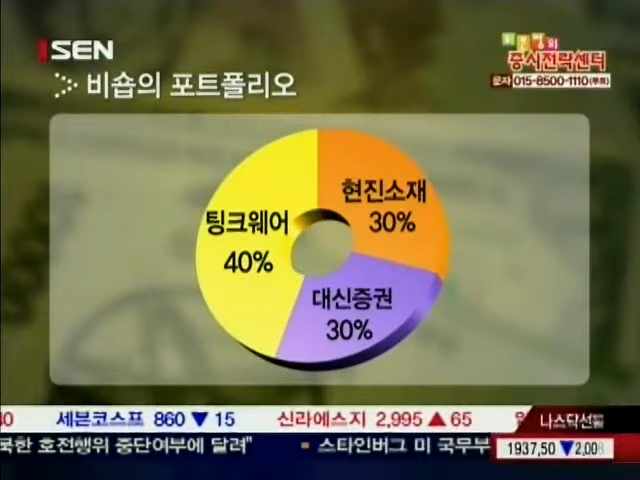 SEN
증시전략센터
문자 015-8500-1110(무료)
비숍의 포트폴리오
현진소재
30%
팅크웨어
40%
대신증권
30%
세븐코스프 860 ▼ 15 신라에스지 2,995 ▲ 65
나스닥선물
북한 호전행위 중단여부에 달려" ▪ 스타인버그 미 국무부
1937,50 ▼2,00